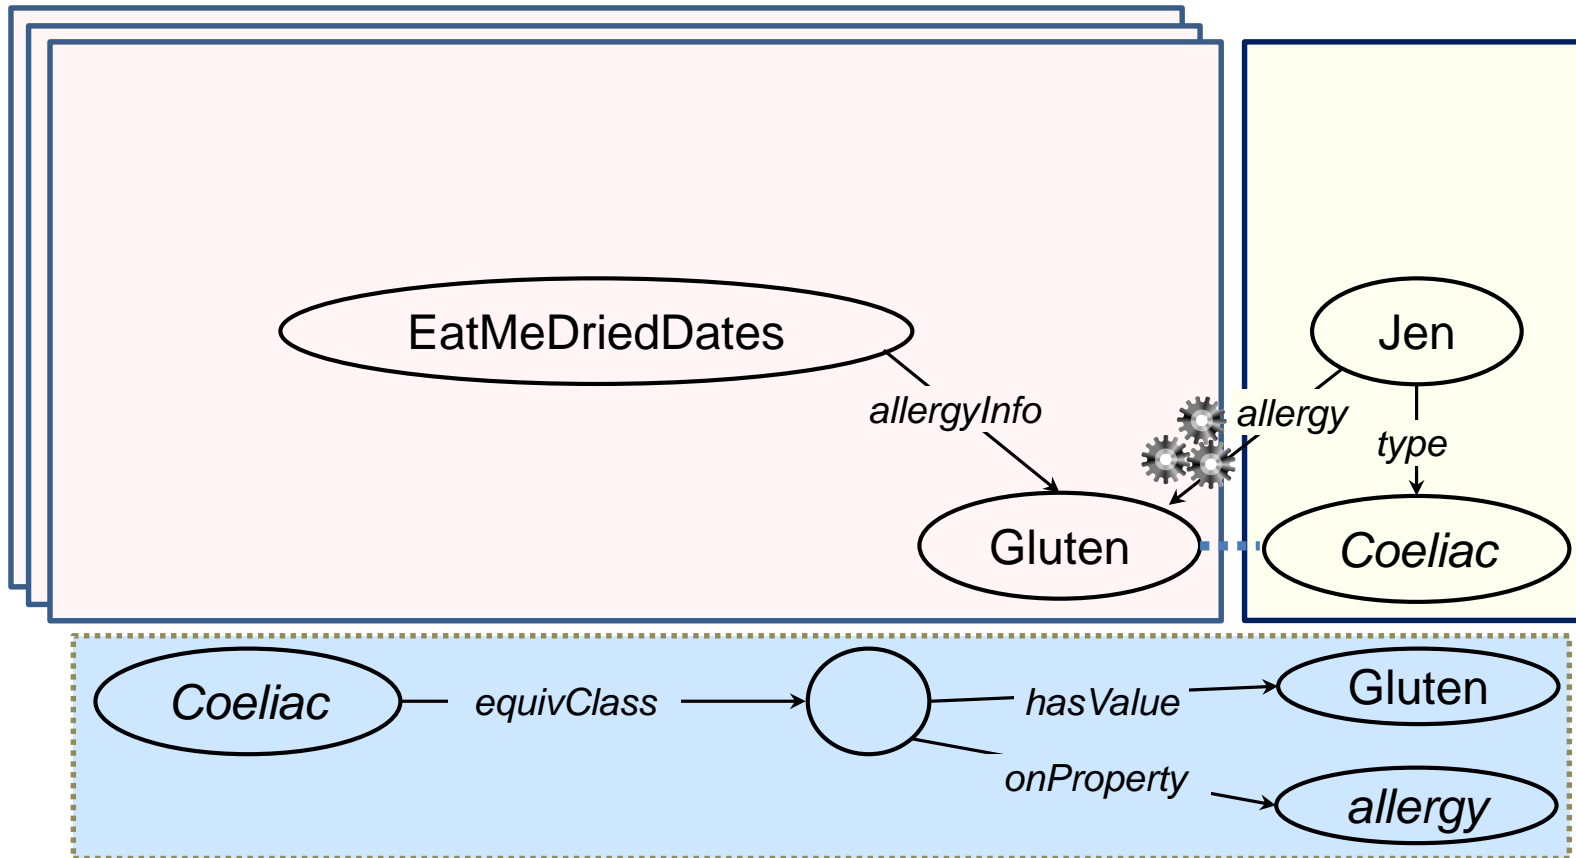 EatMeDriedDates
Jen
allergyInfo
allergy
type
Gluten
Coeliac
Coeliac
equivClass
hasValue
Gluten
onProperty
allergy